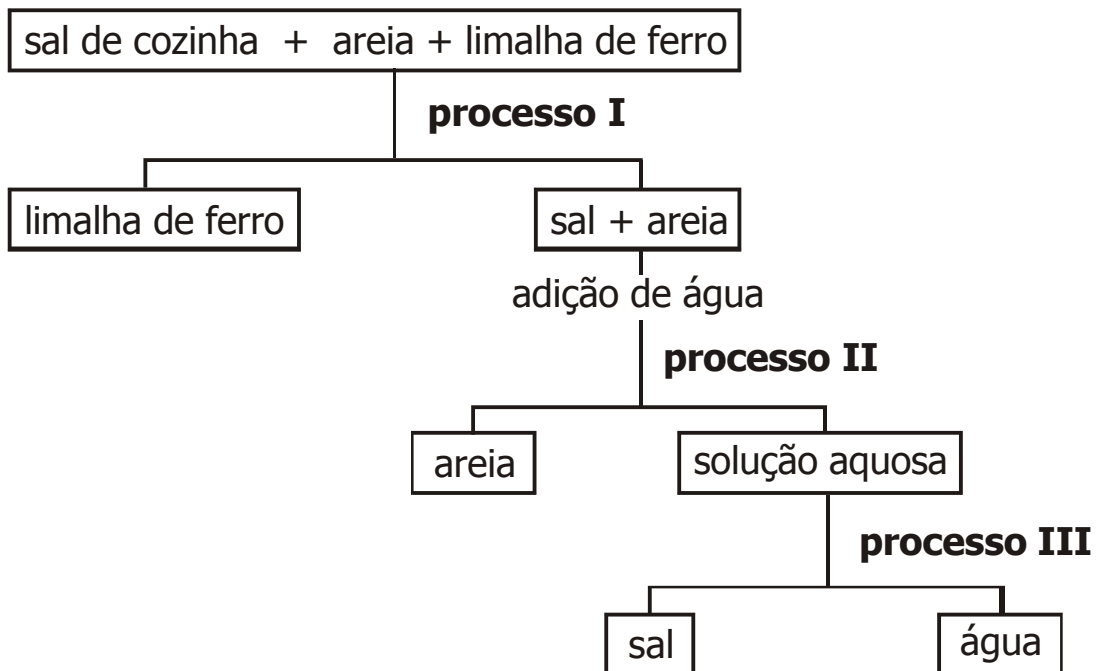 sal de cozinha + areia + limalha de ferro
processo I
limalha de ferro
sal + areia
adição de água
processo II
areia
solução aquosa
processo III
sal
água